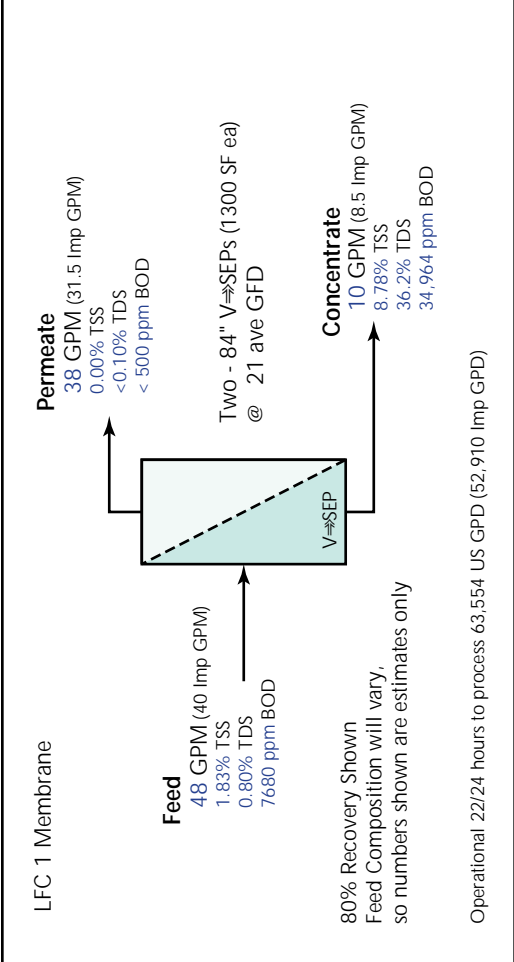 LFC 1 Membrane
Permeate
38 GPM (31.5 Imp GPM)
0.00% TSS
<0.10% TDS
< 500 ppm BOD
Feed
48 GPM (40 Imp GPM)
1.83% TSS
0.80% TDS
7680 ppm BOD
V⇒SEP
Two - 84" V⇒SEPs (1300 SF ea)
@ 21 ave GFD
Concentrate
10 GPM (8.5 Imp GPM)
8.78% TSS
36.2% TDS
34,964 ppm BOD
80% Recovery Shown
Feed Composition will vary,
so numbers shown are estimates only
Operational 22/24 hours to process 63,554 US GPD (52,910 Imp GPD)